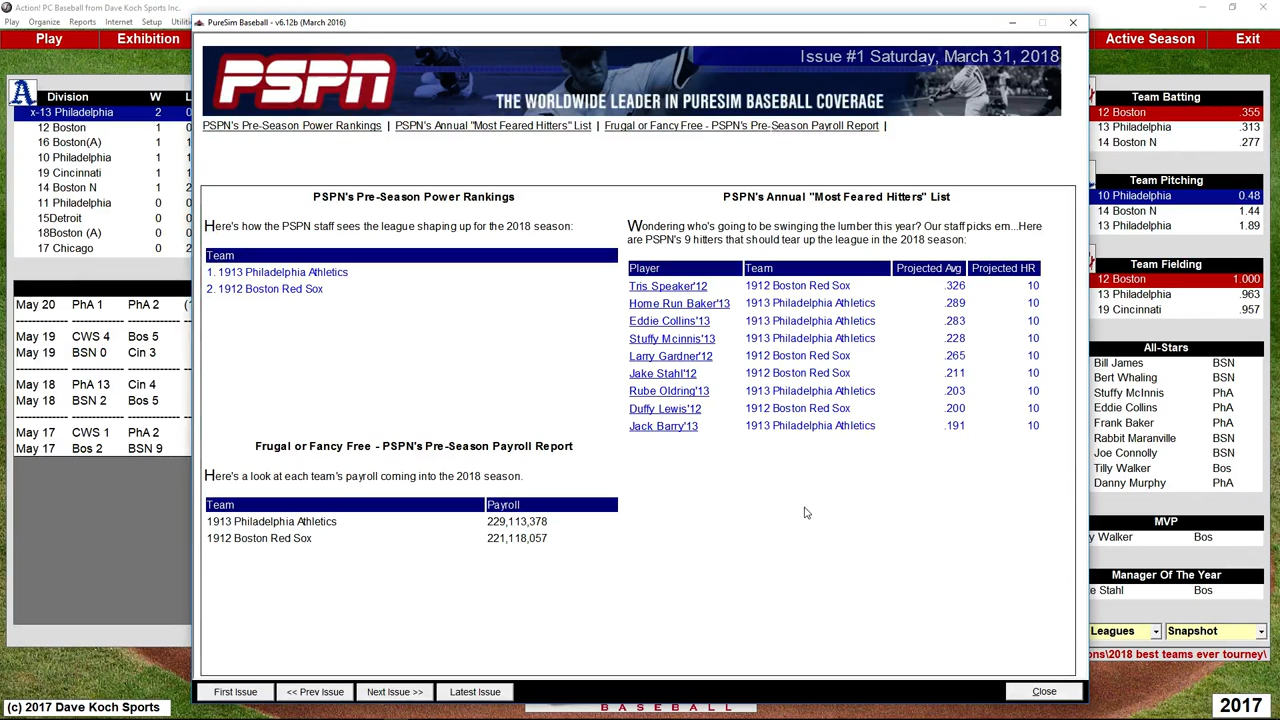 Action! PC Baseball from Dave Koch Sports Inc.
Play Organize Reports Internet Setup
Play Exhibition
Active Season Exit
PureSim Baseball - v6.12b (March 2016)
Issue #1 Saturday, March 31, 2018
PSPN
THE WORLDWIDE LEADER IN PURESIM BASEBALL COVERAGE
PSPN's Pre-Season Power Rankings | PSPN's Annual "Most Feared Hitters" List | Frugal or Fancy Free - PSPN's Pre-Season Payroll Report |
A
Division W L
x-13 Philadelphia 2 0
12 Boston 1
16 Boston(A) 1
10 Philadelphia 1
19 Cincinnati 1
14 Boston N 1 2
11 Philadelphia 0
15Detroit 0
18Boston (A) 0
17 Chicago 0
May 20 PhA 1 PhA 2
May 19 CWS 4 Bos 5
May 19 BSN 0 Cin 3
May 18 PhA 13 Cin 4
May 18 BSN 2 Bos 5
May 17 CWS 1 PhA 2
May 17 Bos 2 BSN 9
PSPN's Pre-Season Power Rankings
Here's how the PSPN staff sees the league shaping up for the 2018 season:
Team
1. 1913 Philadelphia Athletics
2. 1912 Boston Red Sox
Frugal or Fancy Free - PSPN's Pre-Season Payroll Report
Here's a look at each team's payroll coming into the 2018 season.
Team Payroll
1913 Philadelphia Athletics 229,113,378
1912 Boston Red Sox 221,118,057
PSPN's Annual "Most Feared Hitters" List
Wondering who's going to be swinging the lumber this year? Our staff picks em...Here
are PSPN's 9 hitters that should tear up the league in the 2018 season:
Player Team Projected Avg Projected HR
Tris Speaker'12 1912 Boston Red Sox .326 10
Home Run Baker'13 1913 Philadelphia Athletics .289 10
Eddie Collins'13 1913 Philadelphia Athletics .283 10
Stuffy Mcinnis'13 1913 Philadelphia Athletics .228 10
Larry Gardner'12 1912 Boston Red Sox .265 10
Jake Stahl'12 1912 Boston Red Sox .211 10
Rube Oldring'13 1913 Philadelphia Athletics .203 10
Duffy Lewis'12 1912 Boston Red Sox .200 10
Jack Barry'13 1913 Philadelphia Athletics .191 10
First Issue << Prev Issue Next Issue >> Latest Issue Close
Team Batting
12 Boston .355
13 Philadelphia .313
14 Boston N .277
Team Pitching
10 Philadelphia 0.48
14 Boston N 1.44
13 Philadelphia 1.89
Team Fielding
12 Boston 1.000
13 Philadelphia .963
19 Cincinnati .957
All-Stars
Bill James BSN
Bert Whaling BSN
Stuffy McInnis PhA
Eddie Collins PhA
Frank Baker PhA
Rabbit Maranville BSN
Joe Connolly BSN
Tilly Walker Bos
Danny Murphy PhA
MVP
y Walker Bos
Manager Of The Year
e Stahl Bos
Leagues Snapshot
ons\2018 best teams ever tourney\
(c) 2017 Dave Koch Sports
BASEBALL
2017